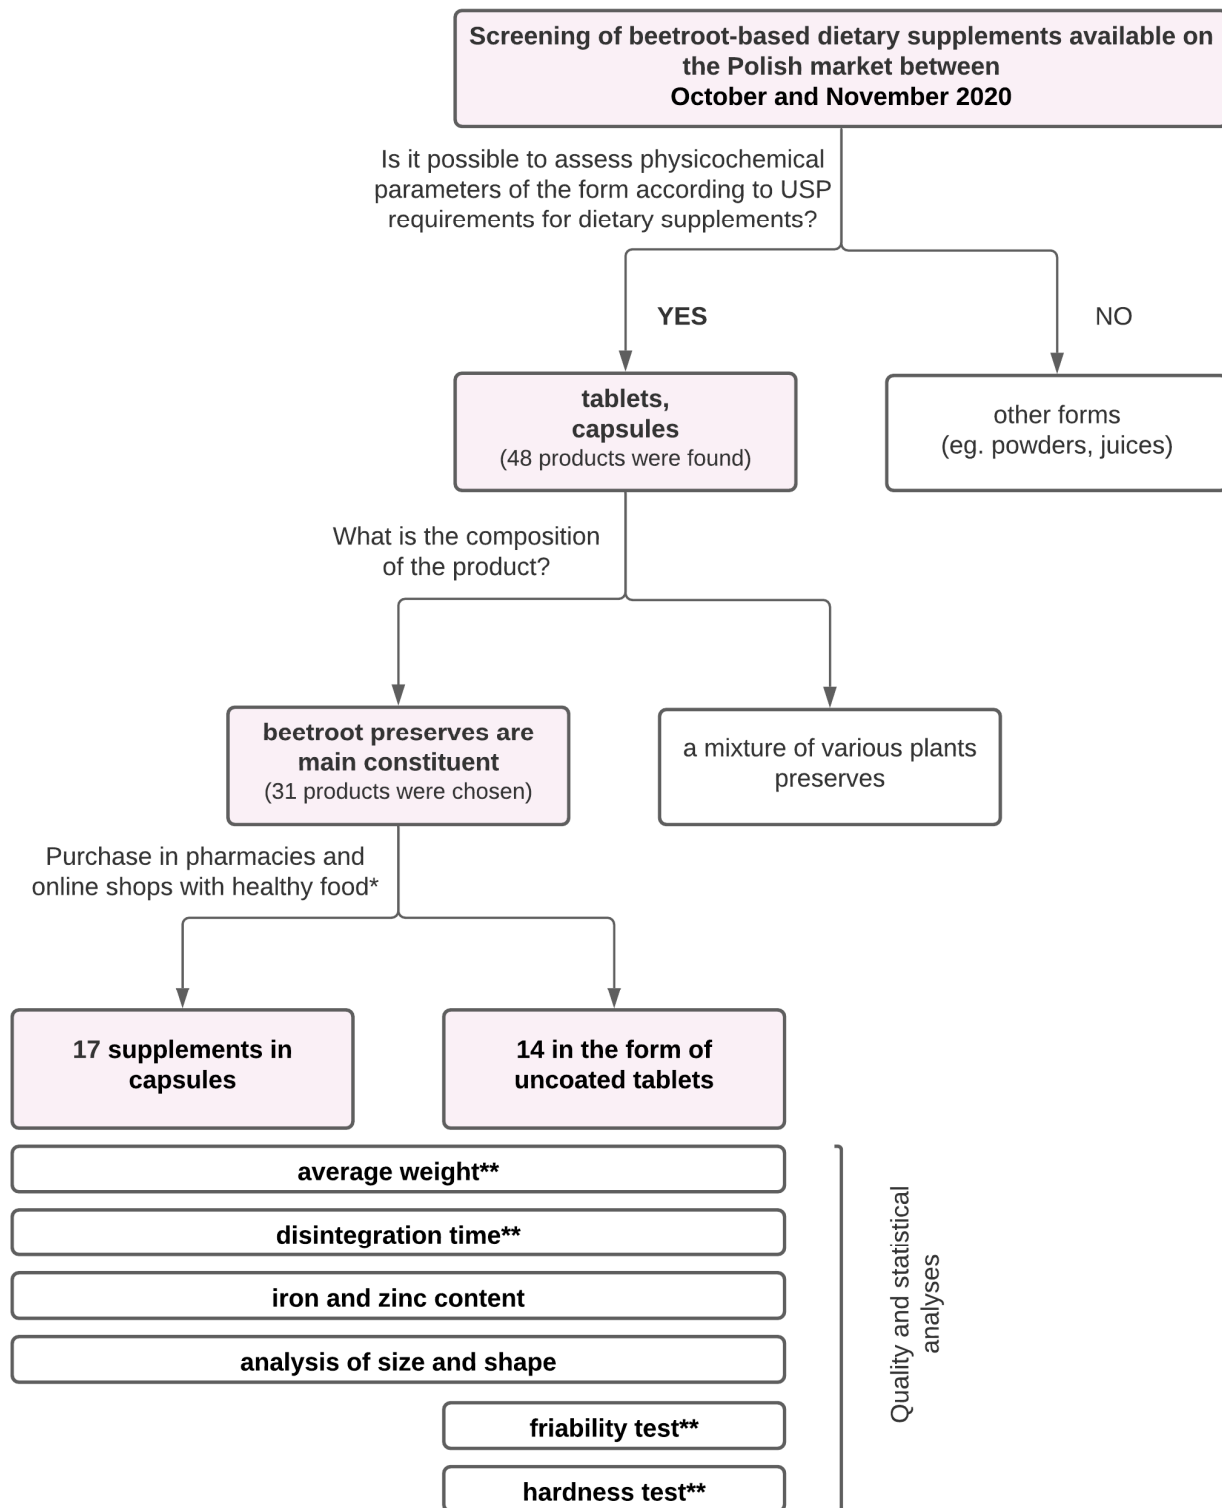 Screening of beetroot-based dietary supplements available on
the Polish market between
October and November 2020
Is it possible to assess physicochemical
parameters of the form according to USP
requirements for dietary supplements?
YES
NO
tablets,
capsules
(48 products were found)
other forms
(eg. powders, juices)
What is the composition
of the product?
beetroot preserves are
main constituent
(31 products were chosen)
a mixture of various plants
preserves
Purchase in pharmacies and
online shops with healthy food*
17 supplements in
capsules
14 in the form of
uncoated tablets
average weight**
disintegration time**
iron and zinc content
analysis of size and shape
friability test**
hardness test**
Quality and statistical
analyses